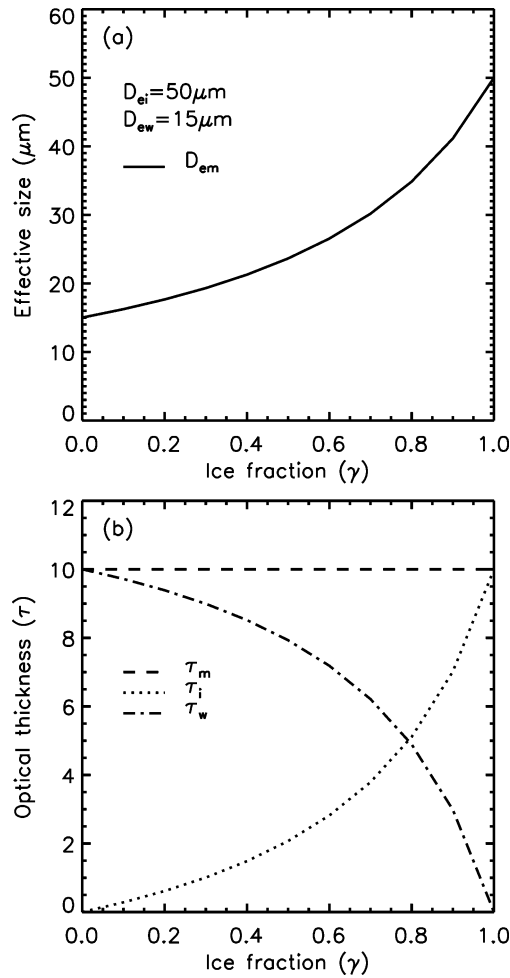 (a)
D_ei=50μm
D_ew=15μm
D_em
Effective size (μm)
60
50
40
30
20
10
0
0.0 0.2 0.4 0.6 0.8 1.0
Ice fraction (γ)
(b)
τ_m
τ_i
τ_w
Optical thickness (τ)
12
10
8
6
4
2
0
0.0 0.2 0.4 0.6 0.8 1.0
Ice fraction (γ)